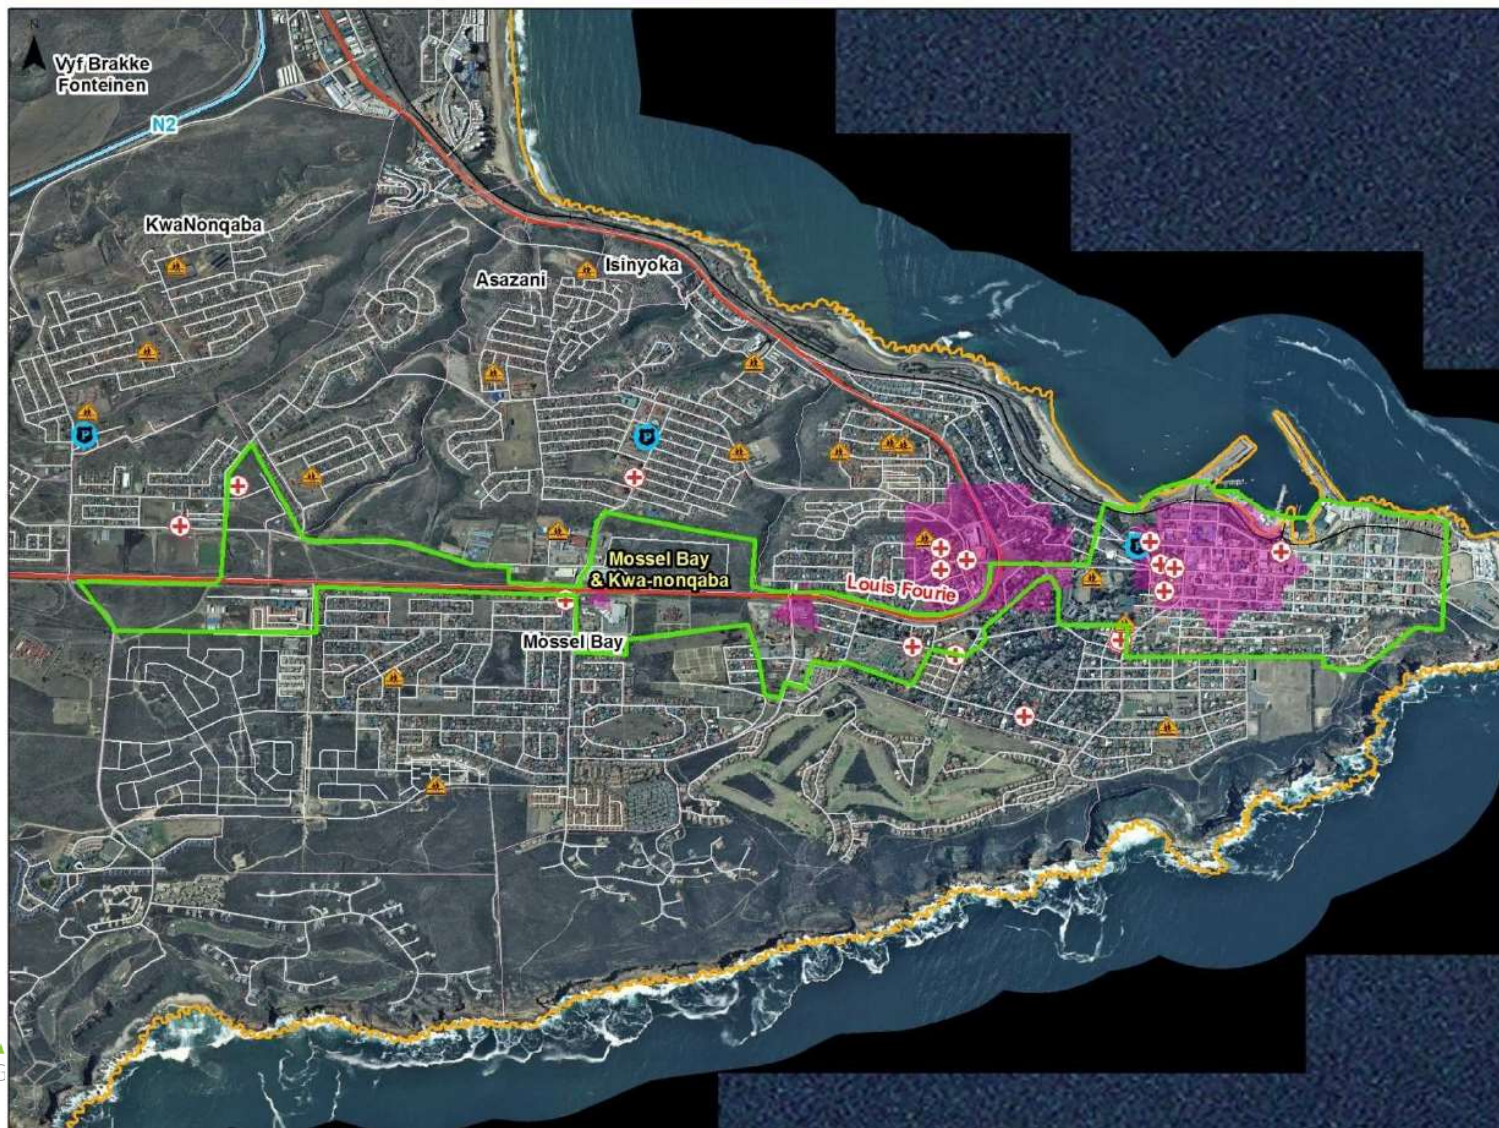 N
Vyf Brakke
Fonteinen
N2
KwaNonqaba
Asazani
Isinyoka
P
P
P
Mossel Bay
& Kwa-nonqaba
Louis Fourie
Mossel Bay
G